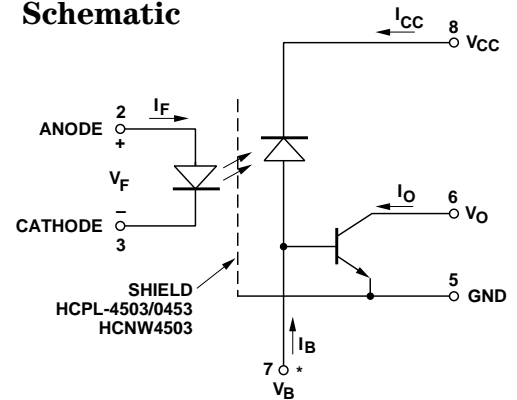 Schematic
ICC
8
VCC
2
IF
ANODE
+
VF
IO
6
VO
–
CATHODE
3
5
GND
SHIELD
HCPL-4503/0453
HCNW4503
IB
7
*
VB